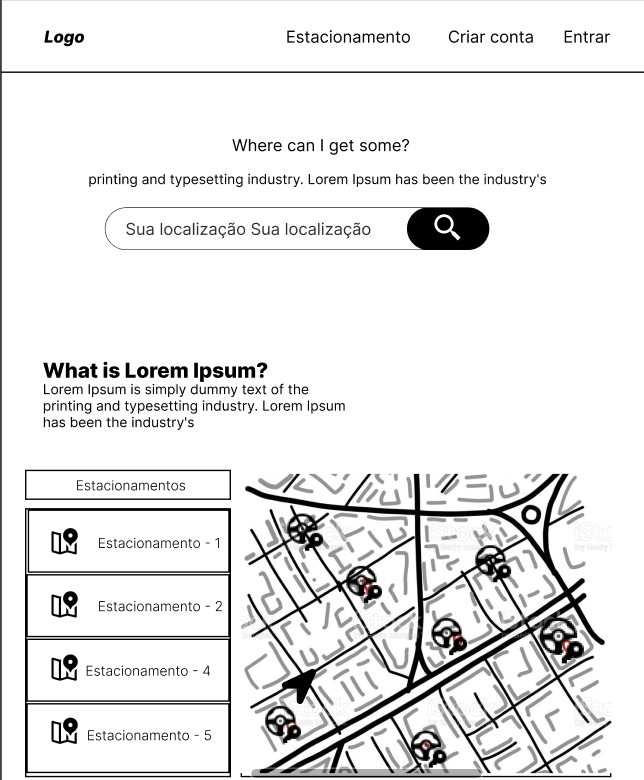 Logo
Estacionamento
Criar conta
Entrar
Where can I get some?
printing and typesetting industry. Lorem Ipsum has been the industry's
Sua localização Sua localização
What is Lorem Ipsum?
Lorem Ipsum is simply dummy text of the
printing and typesetting industry. Lorem Ipsum
has been the industry's
Estacionamentos
Estacionamento - 1
Estacionamento - 2
Estacionamento - 4
Estacionamento - 5